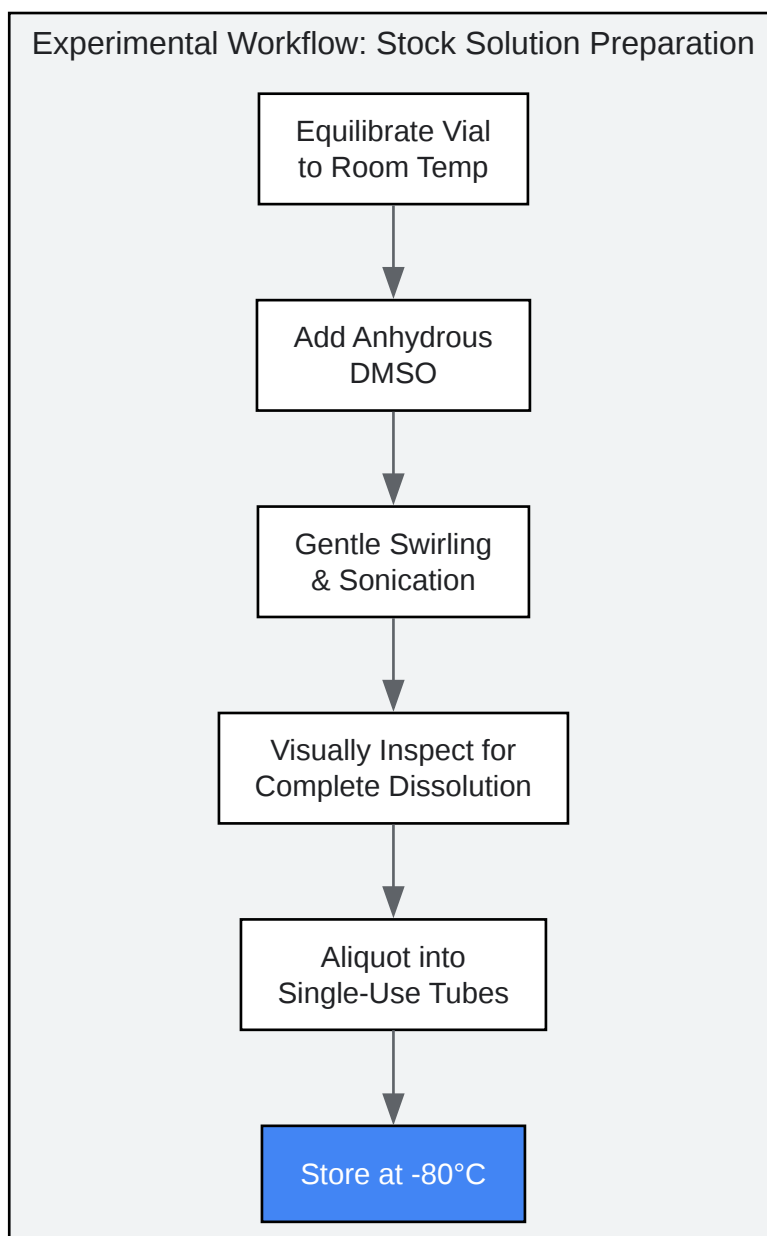 Experimental Workflow: Stock Solution Preparation
Equilibrate Vial
to Room Temp
Add Anhydrous
DMSO
Gentle Swirling
& Sonication
Visually Inspect for
Complete Dissolution
Aliquot into
Single-Use Tubes
Store at -80°C